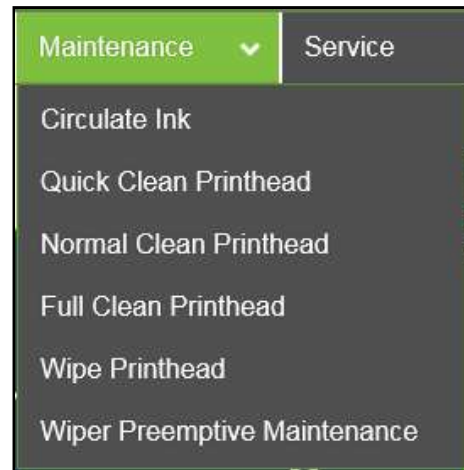 Maintenance Service
Circulate Ink
Quick Clean Printhead
Normal Clean Printhead
Full Clean Printhead
Wipe Printhead
Wiper Preemptive Maintenance